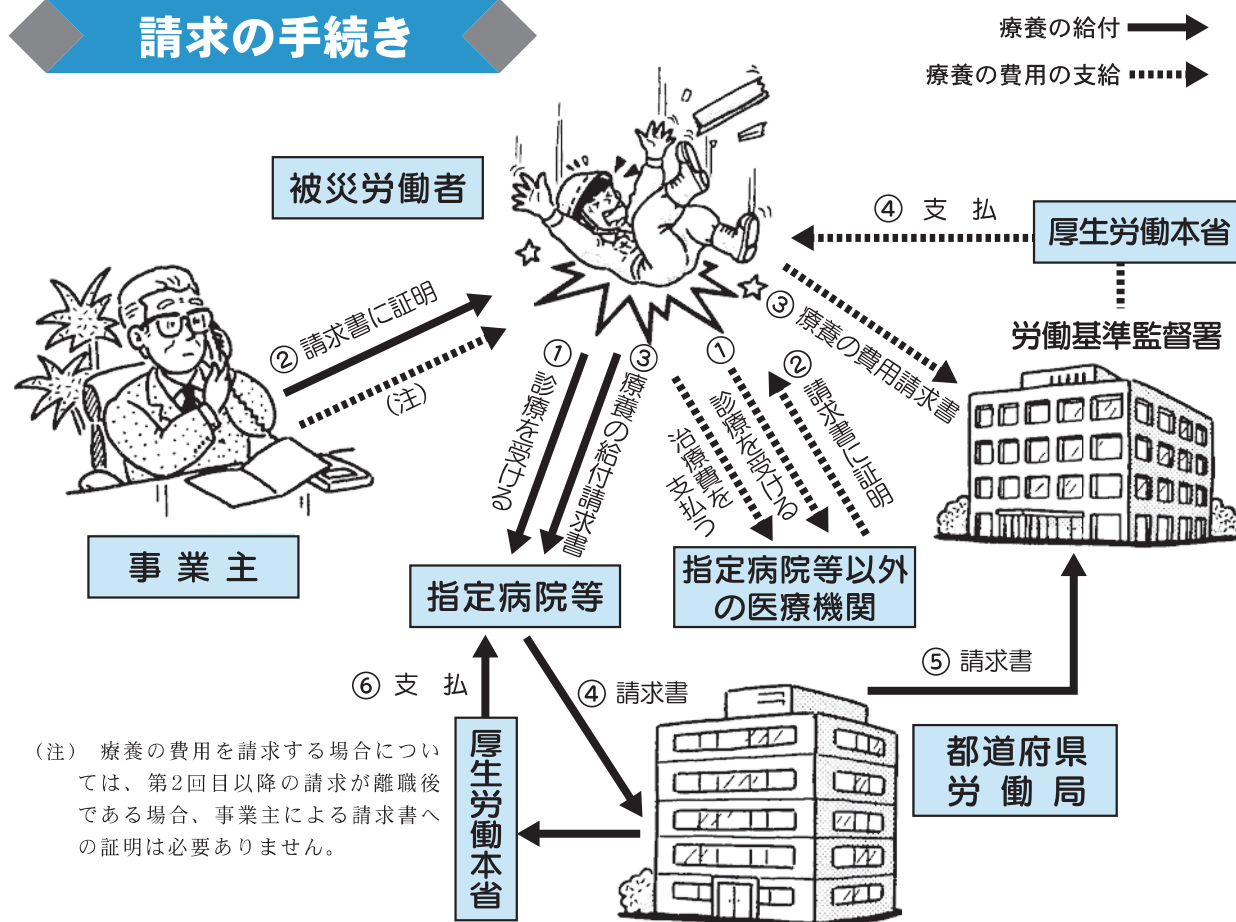 請求の手続き
療養の給付
療養の費用の支給
被災労働者
④ 支 払
厚生労働本省
③ 療養の費用請求書
労働基準監督署
② 請求書に証明
(注)
① 診療を受ける
③ 療養の給付請求書
治療費を
支払う
① 診療を受ける
② 請求書に証明
事業主
指定病院等
指定病院等以外
の医療機関
⑤ 請求書
⑥ 支 払
④ 請求書
厚生労働本省
都道府県
労働局
(注) 療養の費用を請求する場合につい
ては、第2回目以降の請求が離職後
である場合、事業主による請求書へ
の証明は必要ありません。